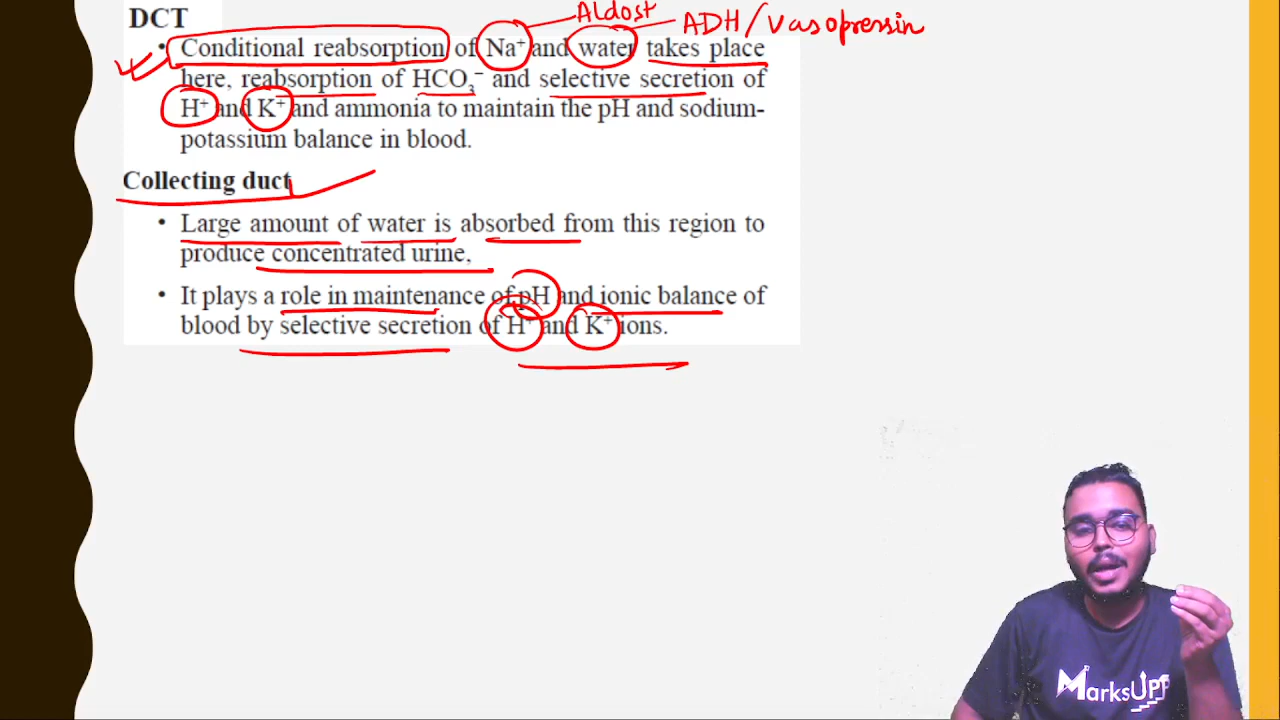 Aldost
DCT
ADH/Vasopressin
• Conditional reabsorption of Na⁺ and water takes place
here, reabsorption of HCO₃⁻ and selective secretion of
H⁺ and K⁺ and ammonia to maintain the pH and sodium-
potassium balance in blood.
Collecting duct
• Large amount of water is absorbed from this region to
produce concentrated urine,
• It plays a role in maintenance of pH and ionic balance of
blood by selective secretion of H⁺ and K⁺ ions.
MarksUPP